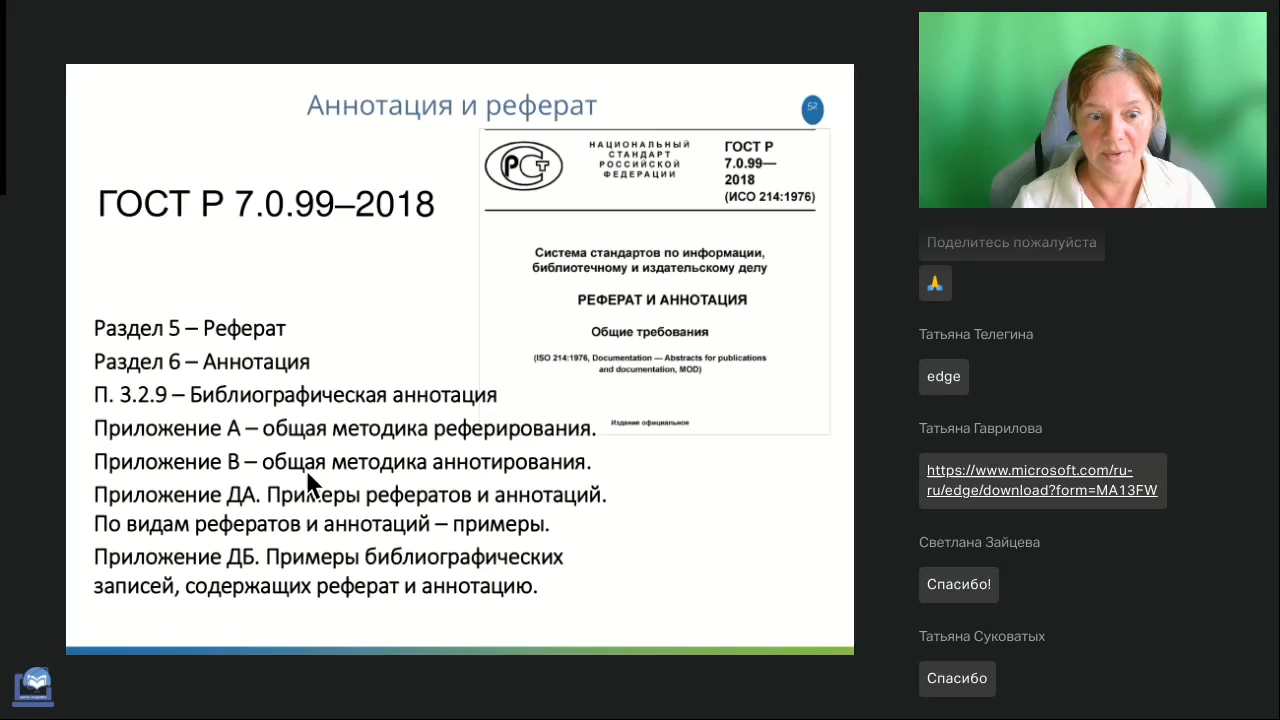 Аннотация и реферат
52
ГОСТ Р 7.0.99–2018
НАЦИОНАЛЬНЫЙ
СТАНДАРТ
РОССИЙСКОЙ
ФЕДЕРАЦИИ
ГОСТ Р
7.0.99—
2018
(ИСО 214:1976)
Система стандартов по информации,
библиотечному и издательскому делу
РЕФЕРАТ И АННОТАЦИЯ
Общие требования
(ISO 214:1976, Documentation — Abstracts for publications
and documentation, MOD)
Издание официальное
Раздел 5 – Реферат
Раздел 6 – Аннотация
П. 3.2.9 – Библиографическая аннотация
Приложение А – общая методика реферирования.
Приложение В – общая методика аннотирования.
Приложение ДА. Примеры рефератов и аннотаций.
По видам рефератов и аннотаций – примеры.
Приложение ДБ. Примеры библиографических
записей, содержащих реферат и аннотацию.
Поделитесь пожалуйста
🙏
Татьяна Телегина
edge
Татьяна Гаврилова
https://www.microsoft.com/ru-
ru/edge/download?form=MA13FW
Светлана Зайцева
Спасибо!
Татьяна Суковатых
Спасибо